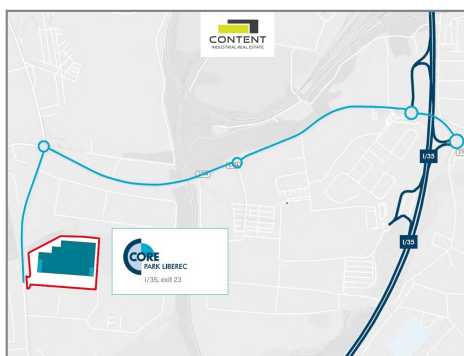 CONTENT
INDUSTRIAL REAL ESTATE
I/35
I/35
CORE
PARK LIBEREC
I/35, exit 23